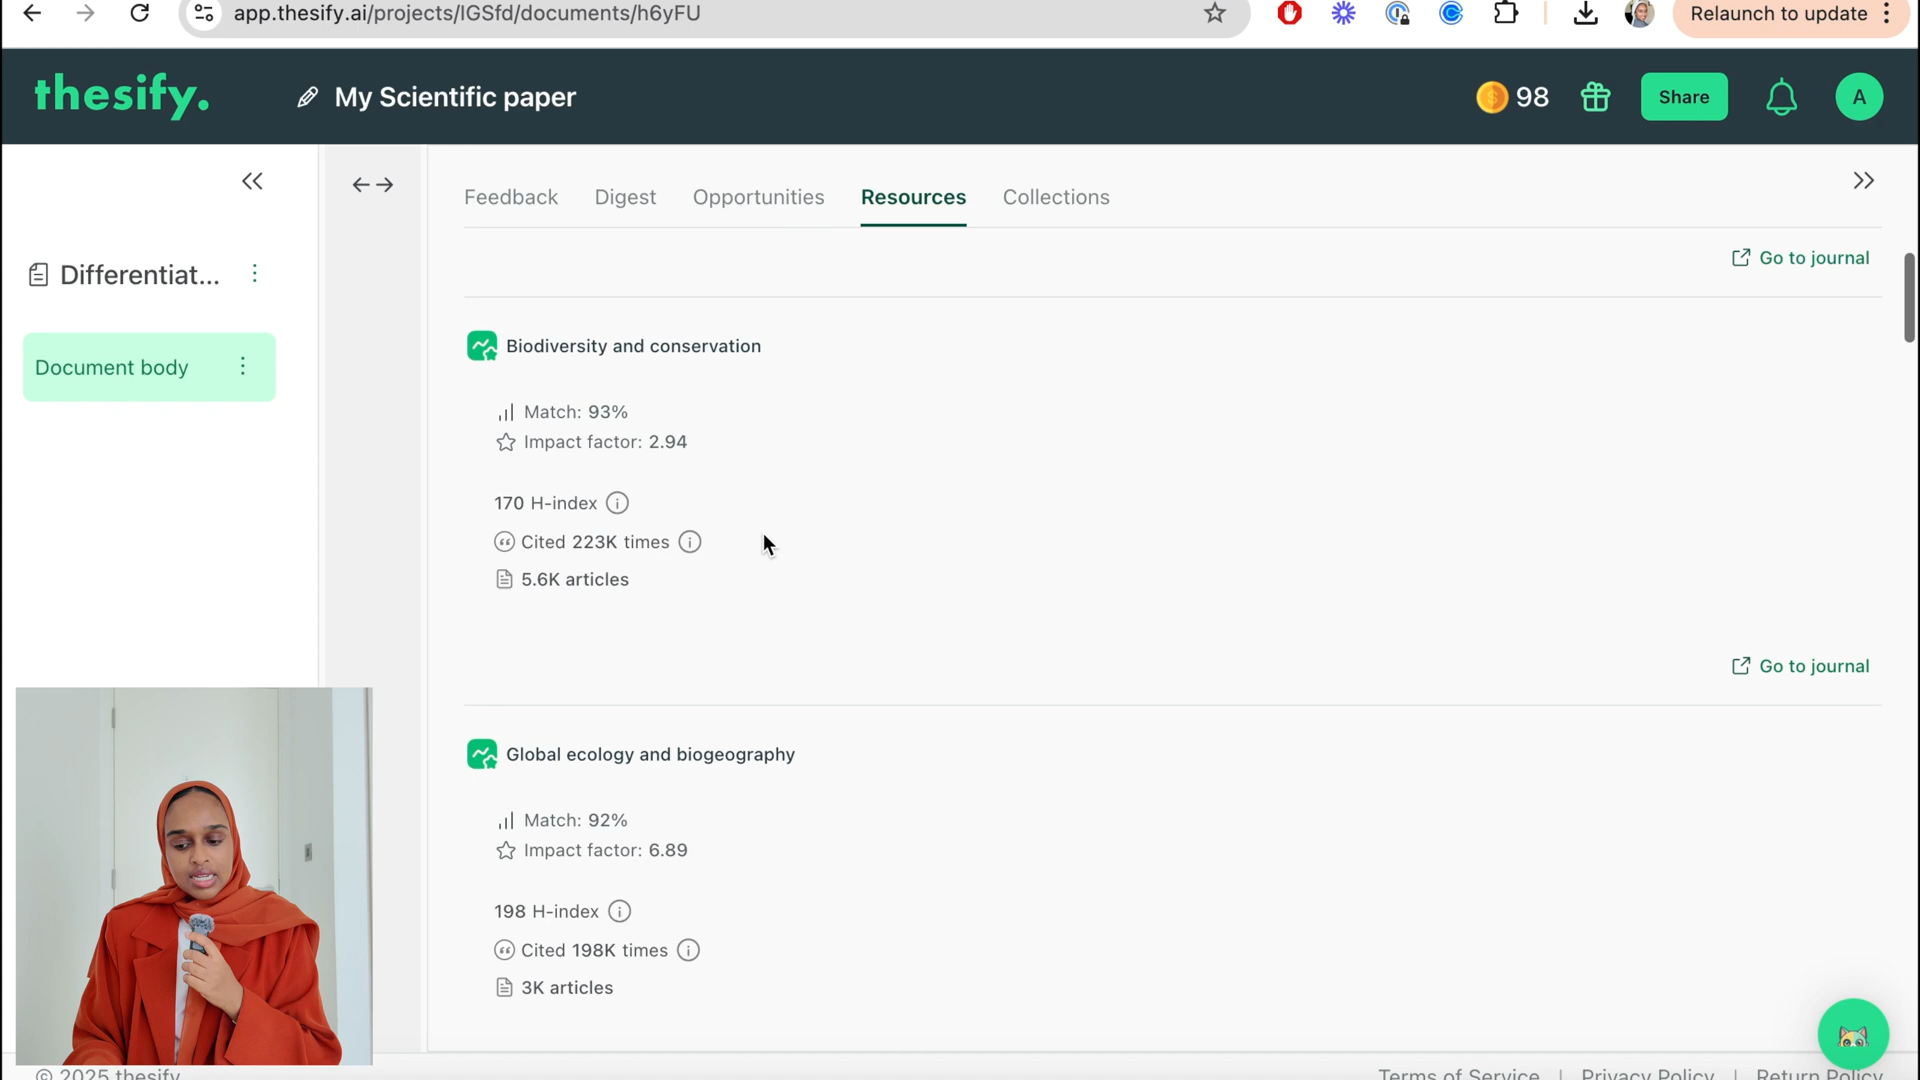 app.thesify.ai/projects/IGSfd/documents/h6yFU
Relaunch to update
thesify.
My Scientific paper
98
Share
A
Feedback
Digest
Opportunities
Resources
Collections
Go to journal
Differentiat...
Document body
Biodiversity and conservation
Match: 93%
Impact factor: 2.94
170 H-index
Cited 223K times
5.6K articles
Go to journal
Global ecology and biogeography
Match: 92%
Impact factor: 6.89
198 H-index
Cited 198K times
3K articles
© 2025 thesify
Terms of Service | Privacy Policy | Return Policy